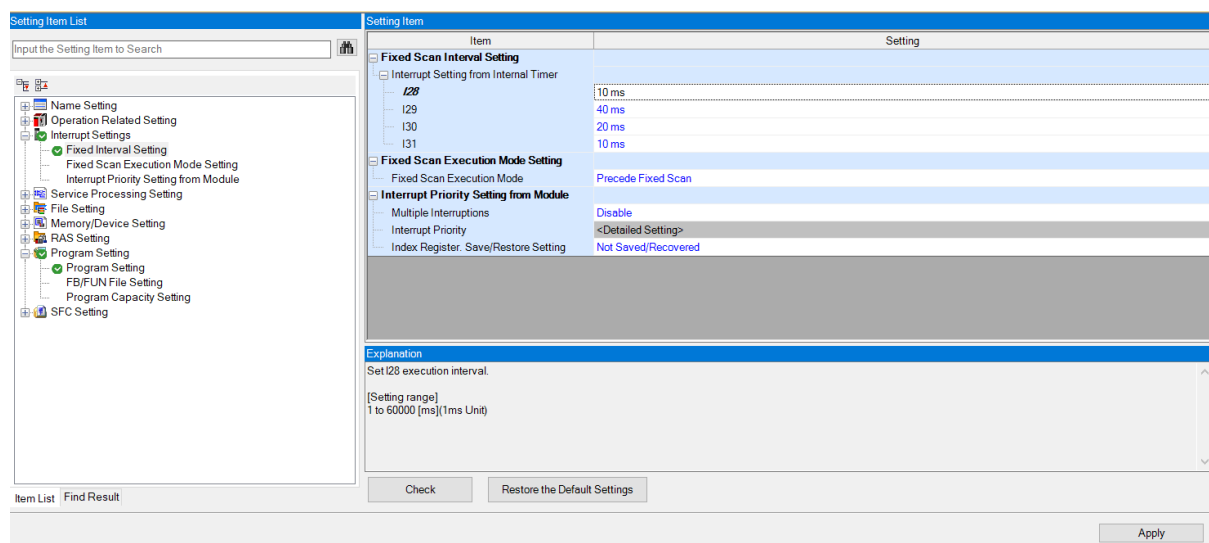 Setting Item List
Input the Setting Item to Search
Name Setting
Operation Related Setting
Interrupt Settings
Fixed Interval Setting
Fixed Scan Execution Mode Setting
Interrupt Priority Setting from Module
Service Processing Setting
File Setting
Memory/Device Setting
RAS Setting
Program Setting
Program Setting
FB/FUN File Setting
Program Capacity Setting
SFC Setting
Item List Find Result
Setting Item
Item Setting
Fixed Scan Interval Setting
Interrupt Setting from Internal Timer
I28 10 ms
I29 40 ms
I30 20 ms
I31 10 ms
Fixed Scan Execution Mode Setting
Fixed Scan Execution Mode Precede Fixed Scan
Interrupt Priority Setting from Module
Multiple Interruptions Disable
Interrupt Priority <Detailed Setting>
Index Register. Save/Restore Setting Not Saved/Recovered
Explanation
Set I28 execution interval.
[Setting range]
1 to 60000 [ms](1ms Unit)
Check Restore the Default Settings
Apply